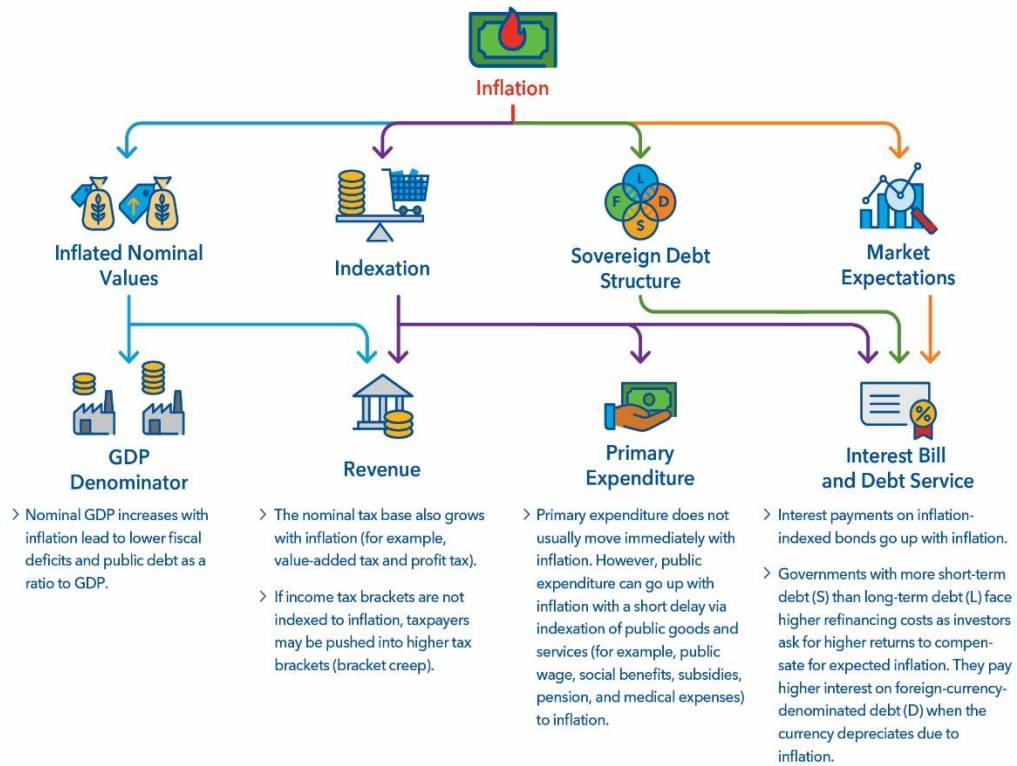 Inflation
Inflated Nominal
Values
Indexation
L
F
D
S
Sovereign Debt
Structure
Market
Expectations
GDP
Denominator
> Nominal GDP increases with
inflation lead to lower fiscal
deficits and public debt as a
ratio to GDP.
Revenue
> The nominal tax base also grows
with inflation (for example,
value-added tax and profit tax).
> If income tax brackets are not
indexed to inflation, taxpayers
may be pushed into higher tax
brackets (bracket creep).
Primary
Expenditure
> Primary expenditure does not
usually move immediately with
inflation. However, public
expenditure can go up with
inflation with a short delay via
indexation of public goods and
services (for example, public
wage, social benefits, subsidies,
pension, and medical expenses)
to inflation.
%
Interest Bill
and Debt Service
> Interest payments on inflation-
indexed bonds go up with inflation.
> Governments with more short-term
debt (S) than long-term debt (L) face
higher refinancing costs as investors
ask for higher returns to compen-
sate for expected inflation. They pay
higher interest on foreign-currency-
denominated debt (D) when the
currency depreciates due to
inflation.